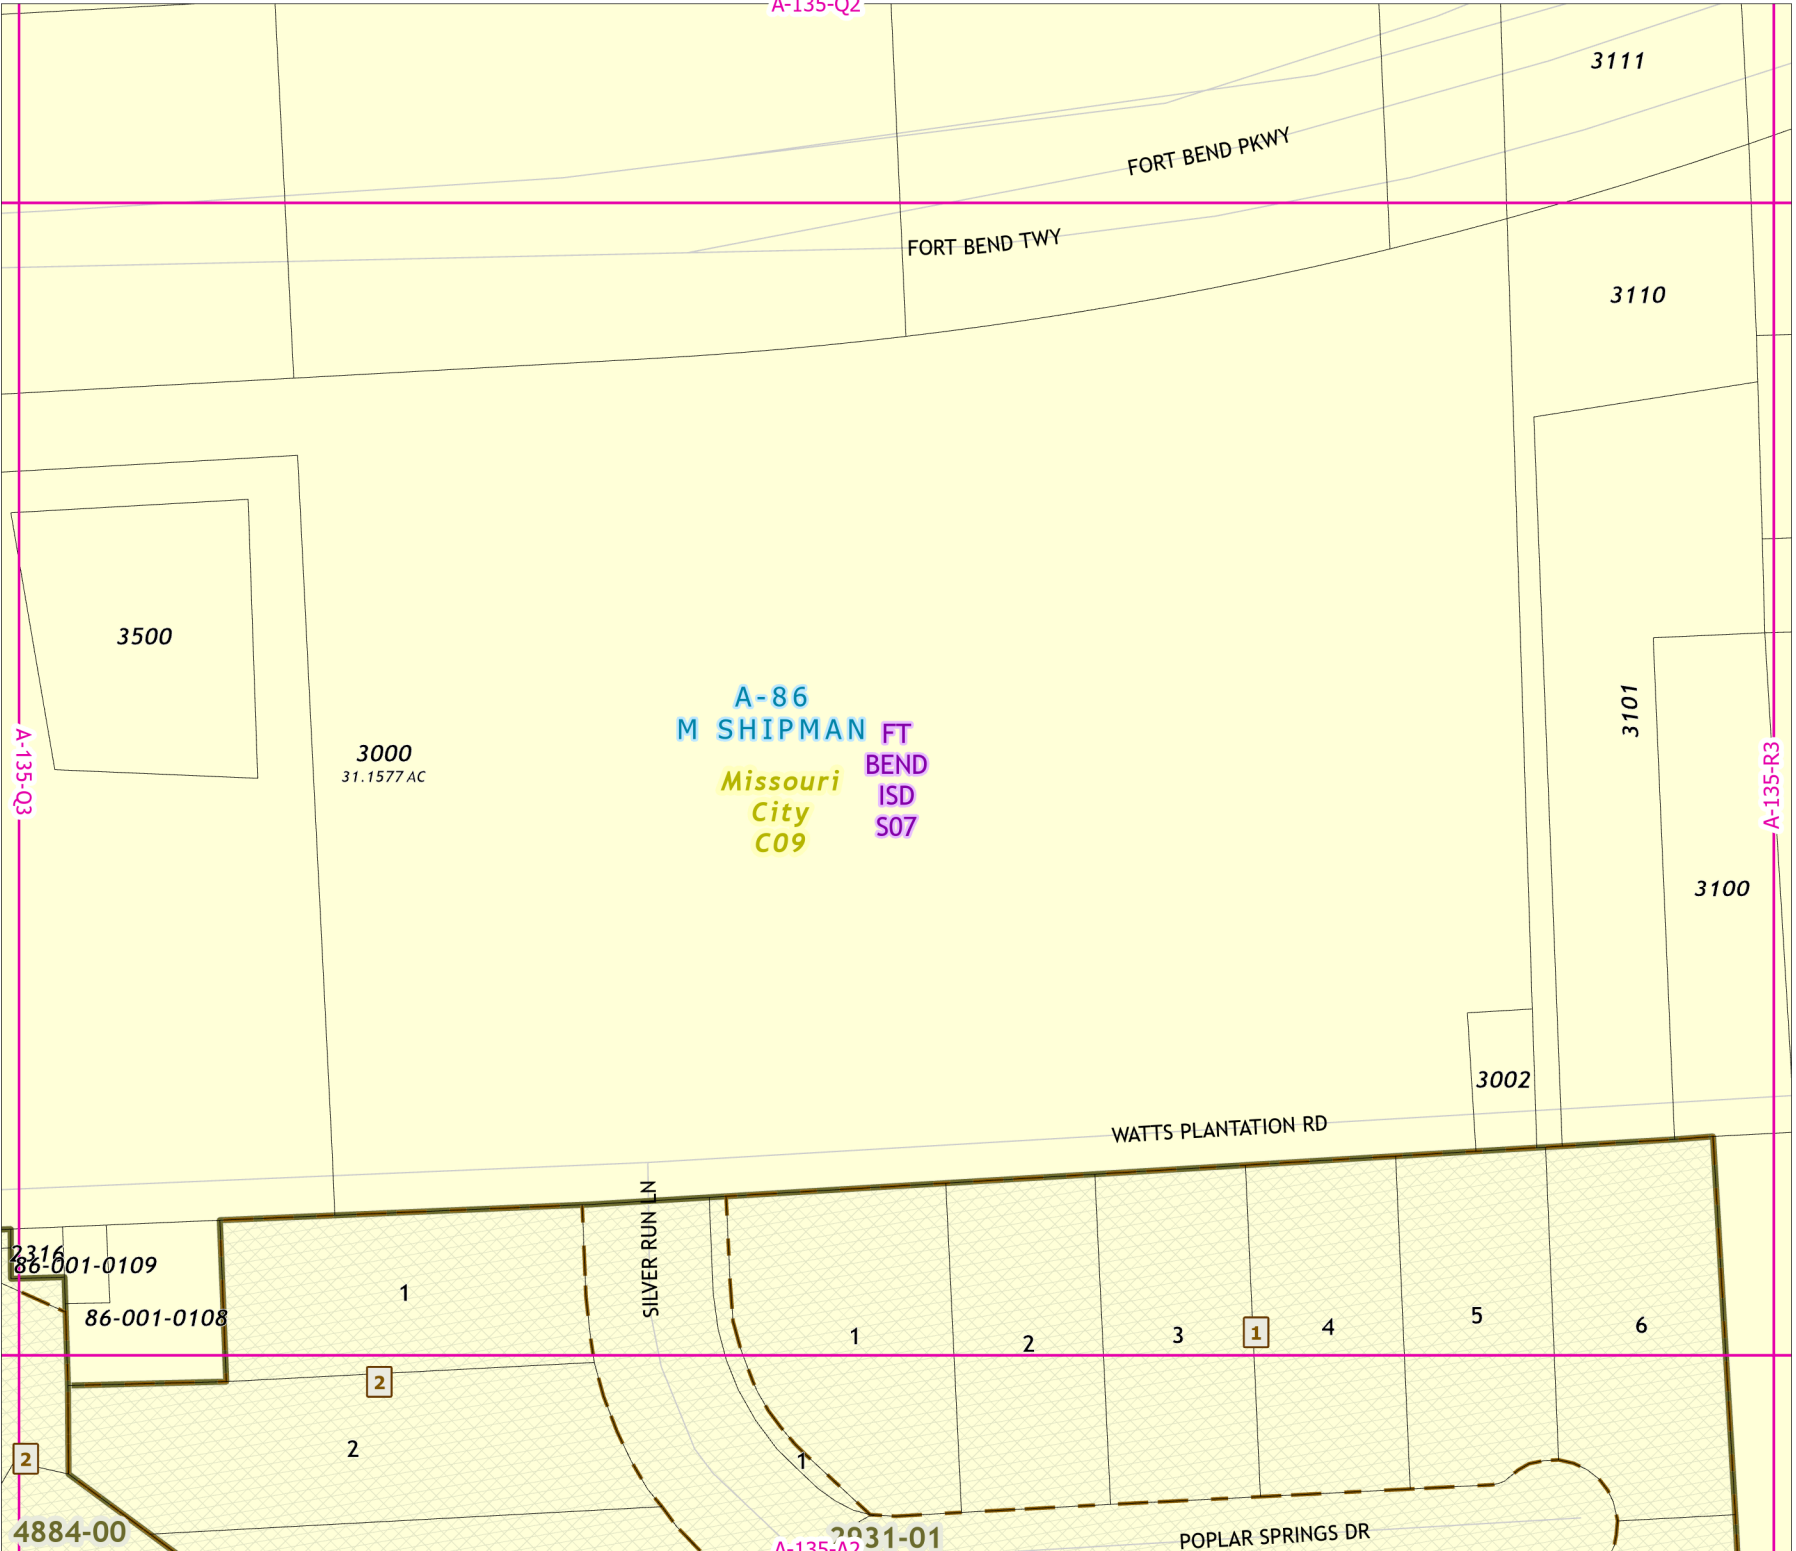 A-135-Q2
3111
FORT BEND PKWY
FORT BEND TWY
3110
3500
A-86
M SHIPMAN
FT
BEND
ISD
S07
3000
31.1577 AC
Missouri
City
C09
3101
A-135-Q3
A-135-R3
3100
3002
WATTS PLANTATION RD
SILVER RUN LN
2316
86-001-0109
86-001-0108
1
1
2
3
1
4
5
6
2
2
2
1
4884-00
2931-01
POPLAR SPRINGS DR
A-135-A2